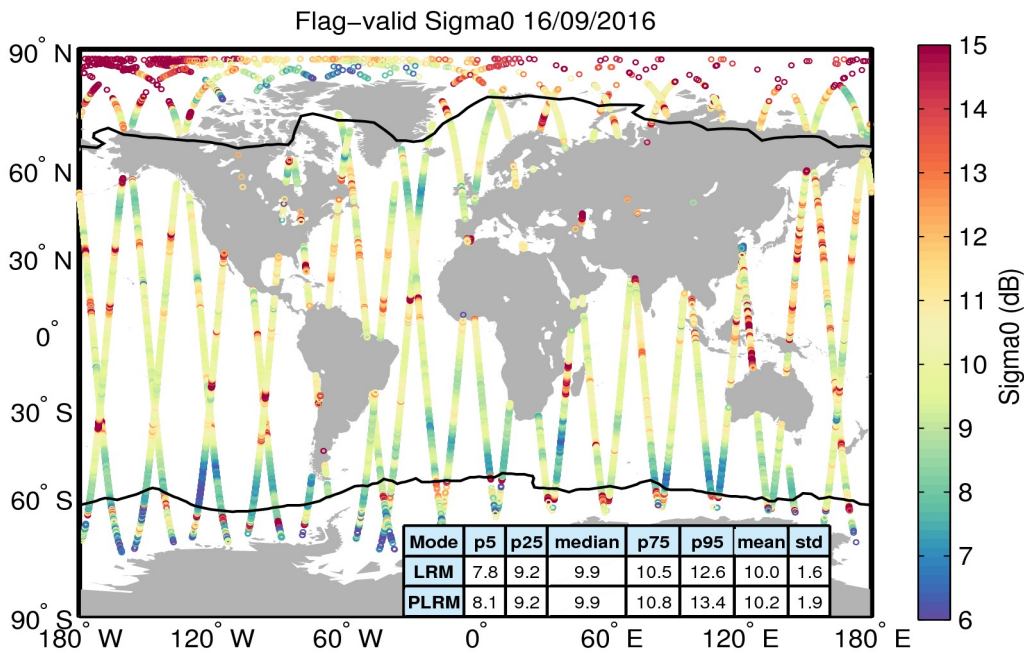 Flag−valid Sigma0 16/09/2016
90° N
60° N
30° N
0°
30° S
60° S
90° S
180° W
120° W
60° W
0°
60° E
120° E
180° E
Mode p5 p25 median p75 p95 mean std
LRM 7.8 9.2 9.9 10.5 12.6 10.0 1.6
PLRM 8.1 9.2 9.9 10.8 13.4 10.2 1.9
15
14
13
12
11
10
9
8
7
6
Sigma0 (dB)